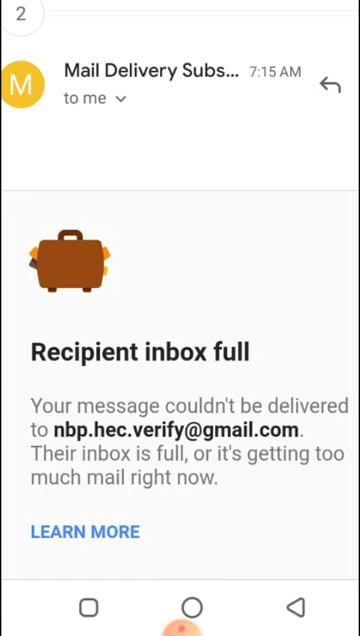 2
M
Mail Delivery Subs... 7:15 AM
to me
Recipient inbox full
Your message couldn't be delivered
to nbp.hec.verify@gmail.com.
Their inbox is full, or it's getting too
much mail right now.
LEARN MORE